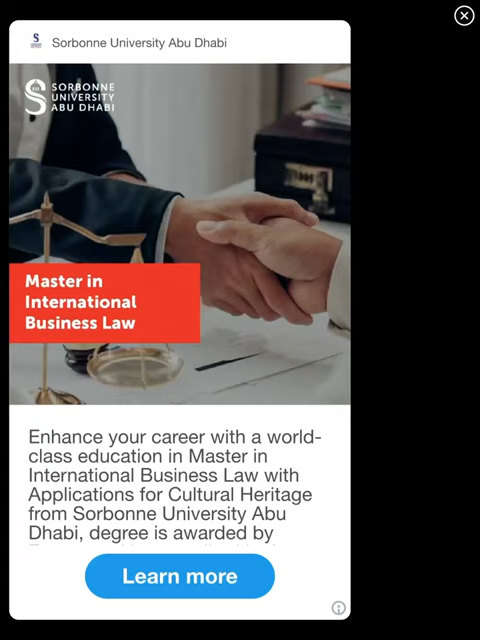 Sorbonne University Abu Dhabi
SORBONNE
UNIVERSITY
ABU DHABI
Master in
International
Business Law
Enhance your career with a world-
class education in Master in
International Business Law with
Applications for Cultural Heritage
from Sorbonne University Abu
Dhabi, degree is awarded by
Learn more